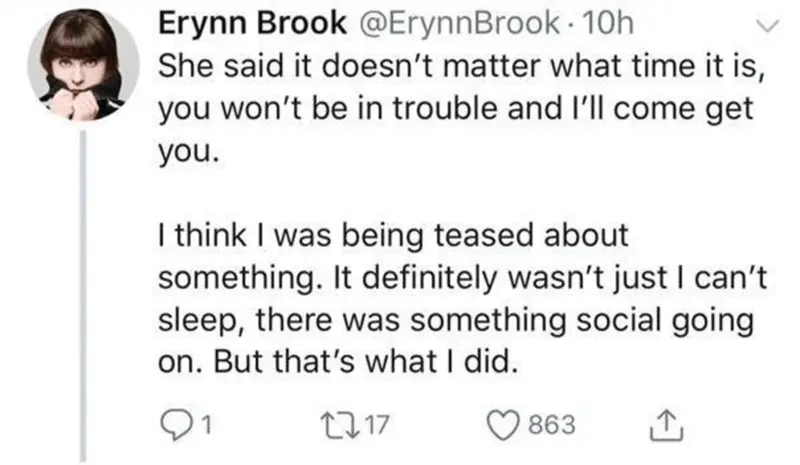 Erynn Brook @ErynnBrook · 10h
She said it doesn’t matter what time it is,
you won’t be in trouble and I’ll come get
you.
I think I was being teased about
something. It definitely wasn’t just I can’t
sleep, there was something social going
on. But that’s what I did.
1 17 863